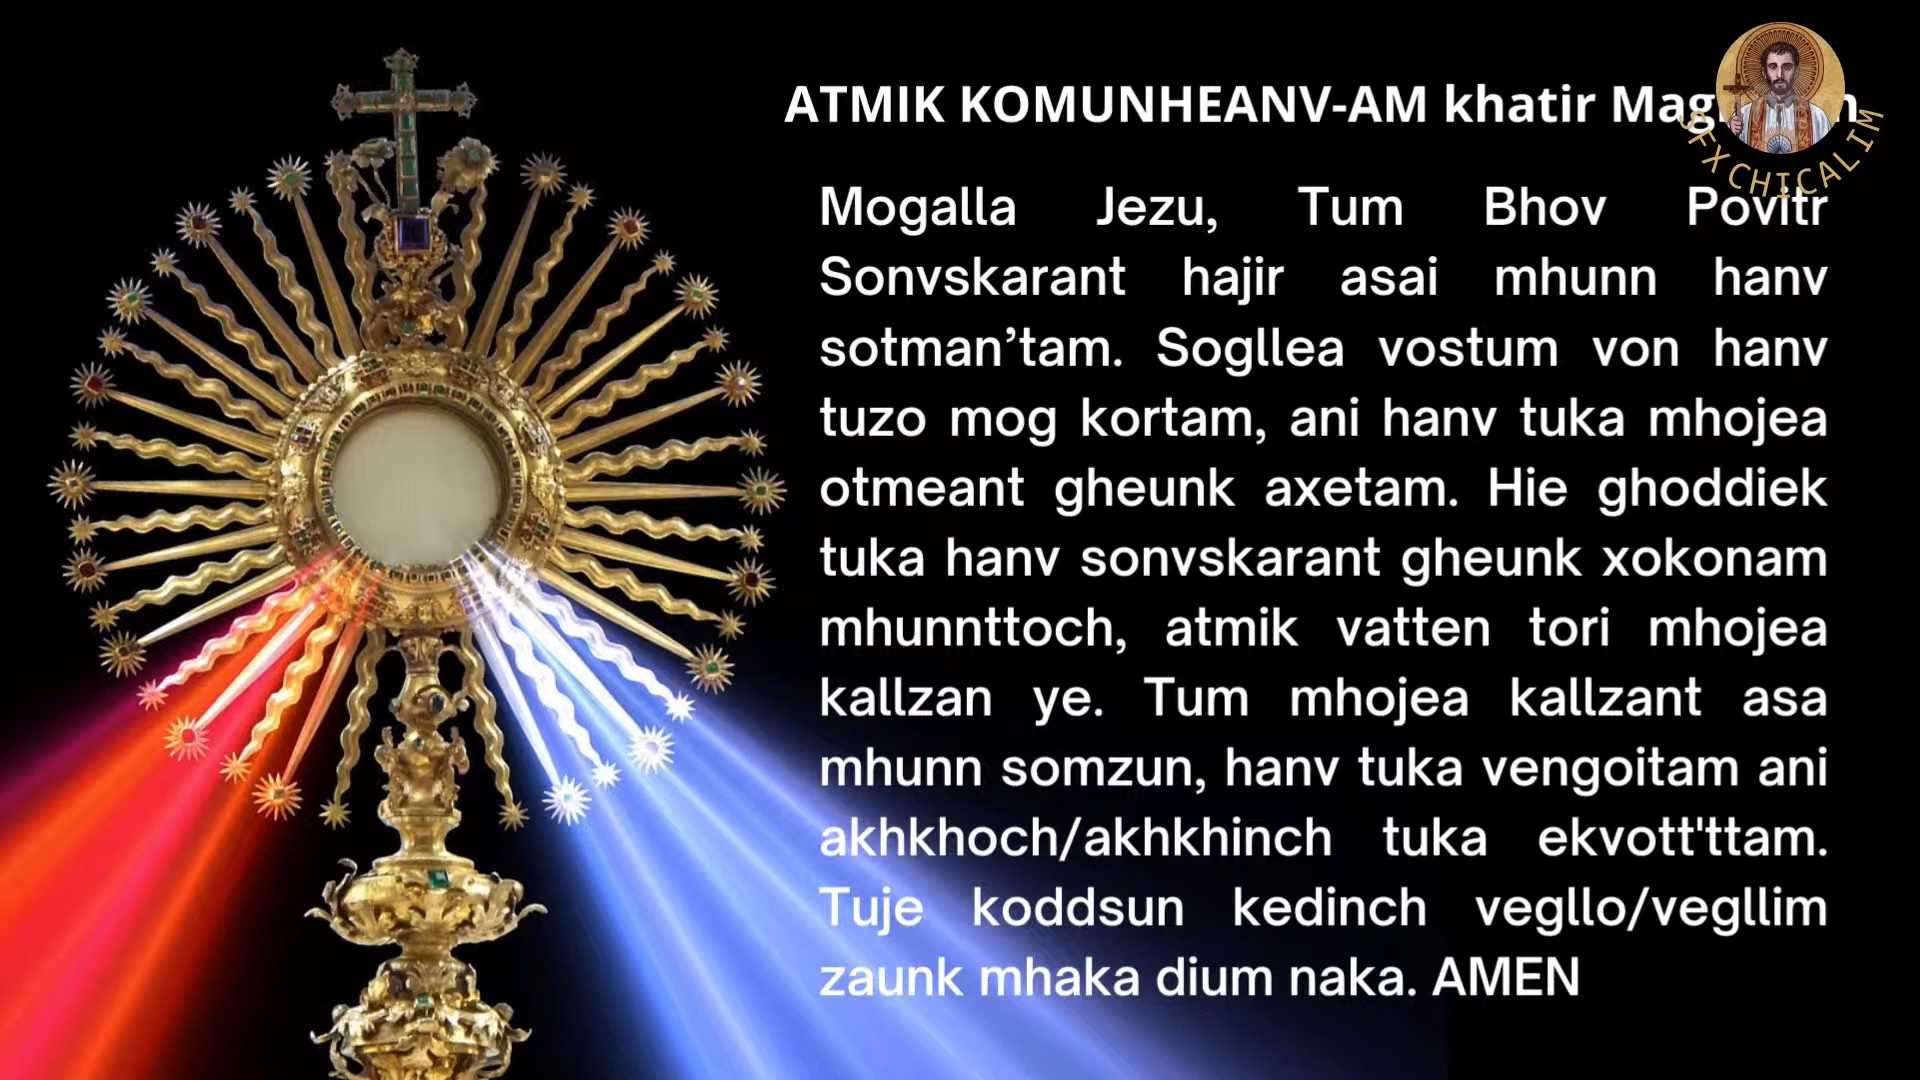 ATMIK KOMUNHEANV-AM khatir
SFXCHICALIM
Mogalla Jezu, Tum Bhov Povitr
Sonvskarant hajir asai mhunn hanv
sotman’tam. Sogllea vostum von hanv
tuzo mog kortam, ani hanv tuka mhojea
otmeant gheunk axetam. Hie ghoddiek
tuka hanv sonvskarant gheunk xokonam
mhunnttoch, atmik vatten tori mhojea
kallzan ye. Tum mhojea kallzant asa
mhunn somzun, hanv tuka vengoitam ani
akhkhoch/akhkhinch tuka ekvott'ttam.
Tuje koddsun kedinch vegllo/vegllim
zaunk mhaka dium naka. AMEN